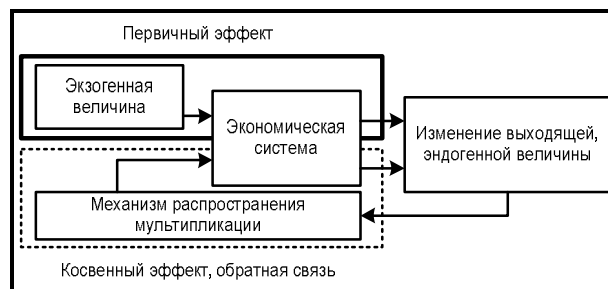 Первичный эффект
Экзогенная
величина
Экономическая
система
Изменение выходящей,
эндогенной величины
Механизм распространения
мультипликации
Косвенный эффект, обратная связь